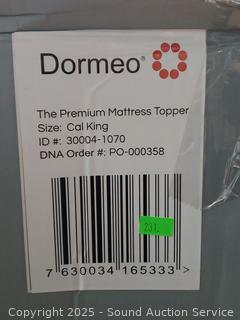 Dormeo®
The Premium Mattress Topper
Size: Cal King
ID #: 30004-1070
DNA Order #: PO-000358
231
7 630034 165333 >
Copyright 2025 - Sound Auction Service